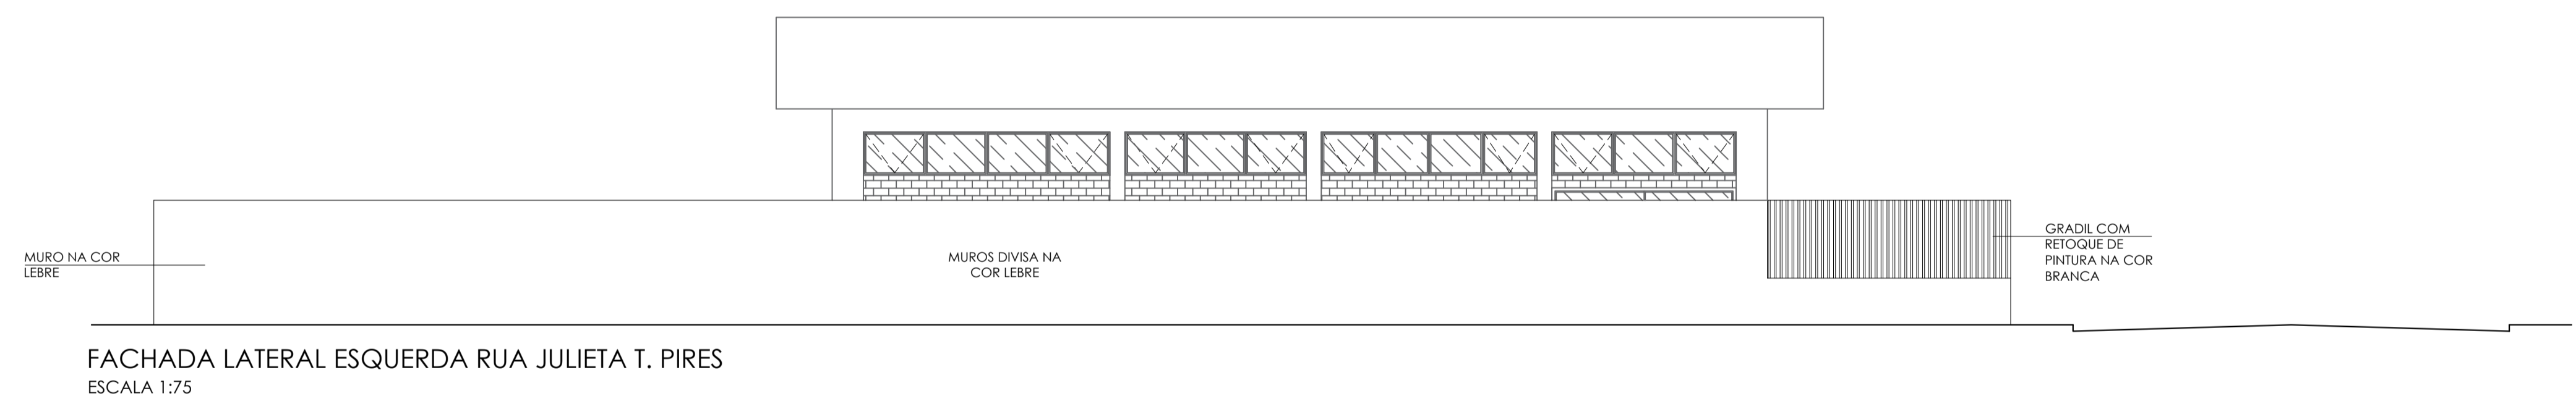 MURO NA COR
LEBRE
MUROS DIVISA NA
COR LEBRE
GRADIL COM
RETOQUE DE
PINTURA NA COR
BRANCA
FACHADA LATERAL ESQUERDA RUA JULIETA T. PIRES
ESCALA 1:75